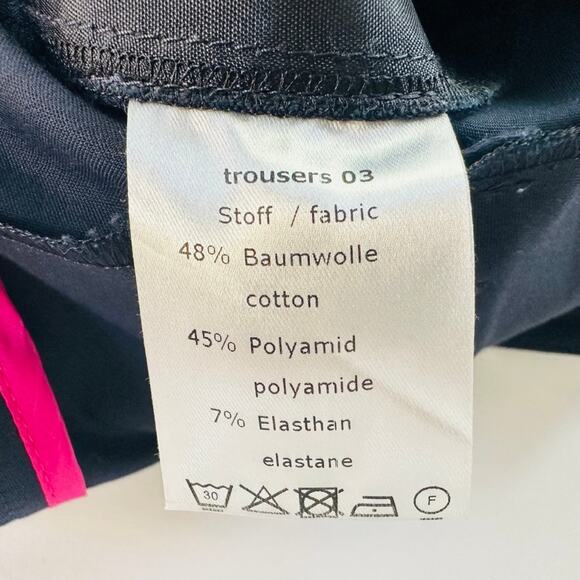 trousers 03
Stoff / fabric
48% Baumwolle
cotton
45% Polyamid
polyamide
7% Elasthan
elastane
30
F